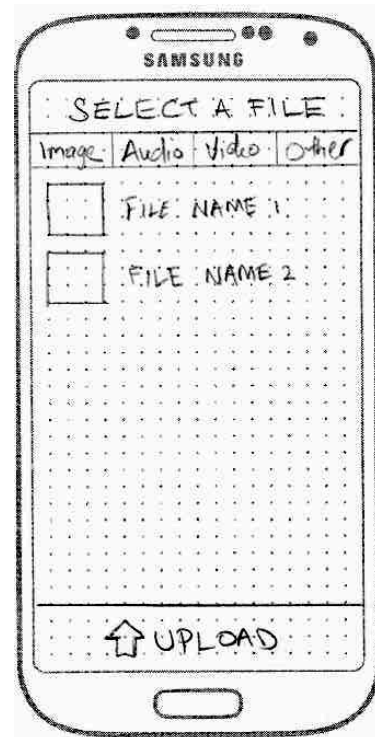 SAMSUNG
SELECT A FILE
Image Audio Video Other
FILE NAME 1
FILE NAME 2
UPLOAD